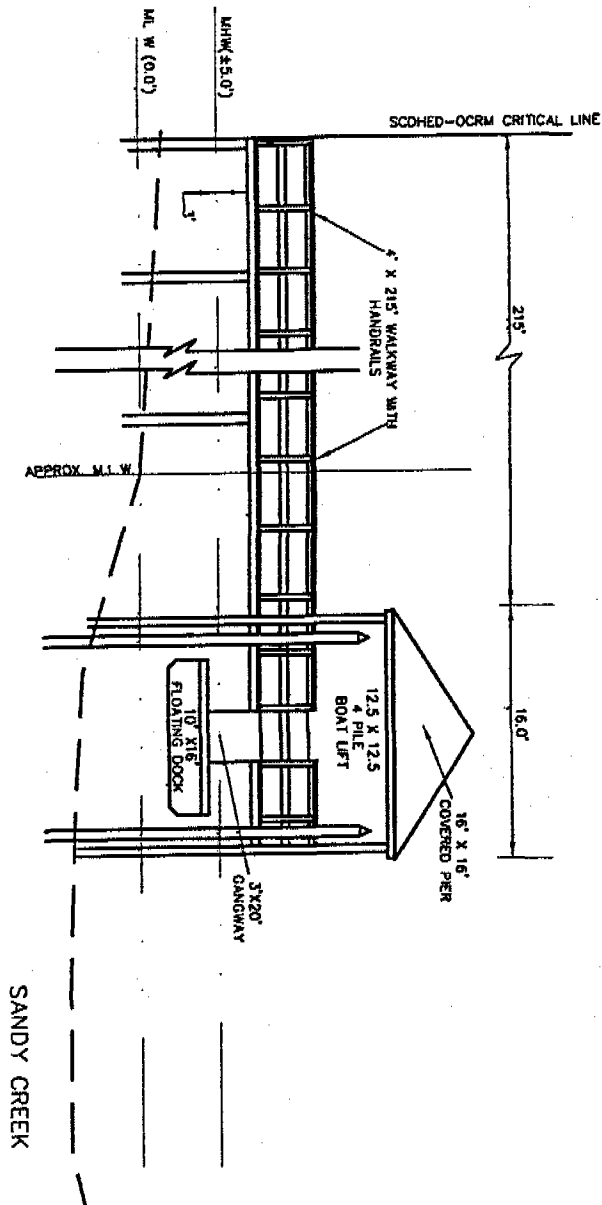 SCDHED-OCRM CRITICAL LINE
MHW(±5.0')
ML W (0.0')
215'
4' X 215' WALKWAY WITH
HANDRAILS
3'
APPROX M.L.W.
16.0'
16' X 16'
COVERED PIER
12.5 X 12.5
4 PILE
BOAT LIFT
10' X16'
FLOATING DOCK
3'X20'
GANGWAY
SANDY CREEK